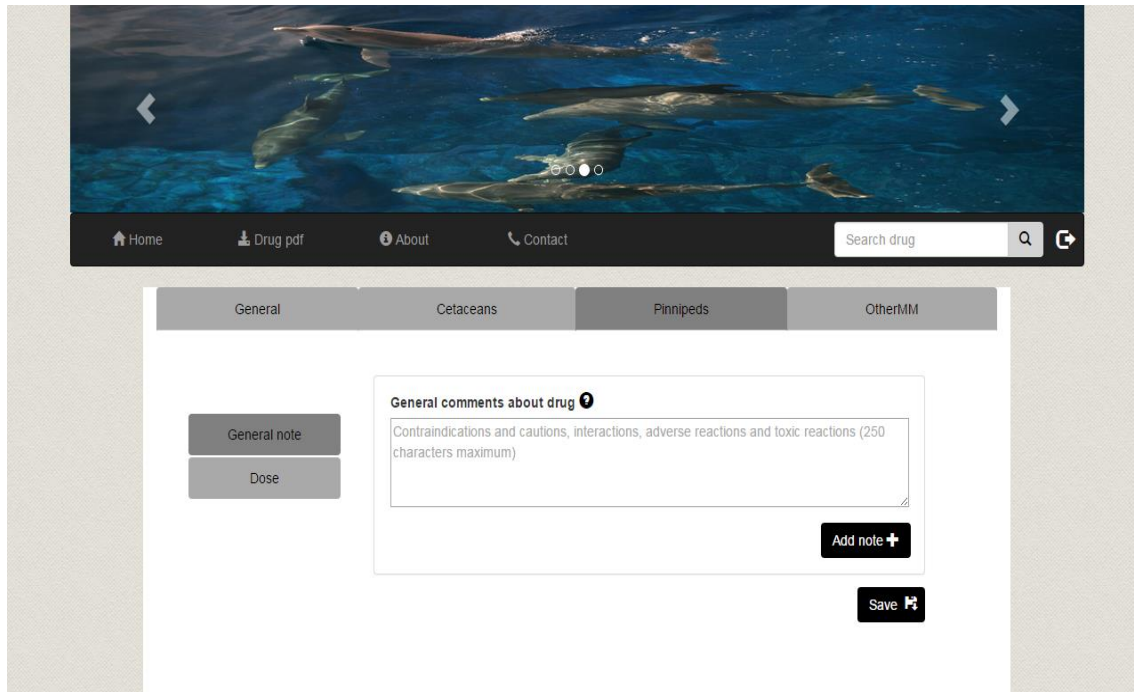 Home
Drug pdf
About
Contact
Search drug
General
Cetaceans
Pinnipeds
OtherMM
General note
Dose
General comments about drug
Contraindications and cautions, interactions, adverse reactions and toxic reactions (250
characters maximum)
Add note
Save